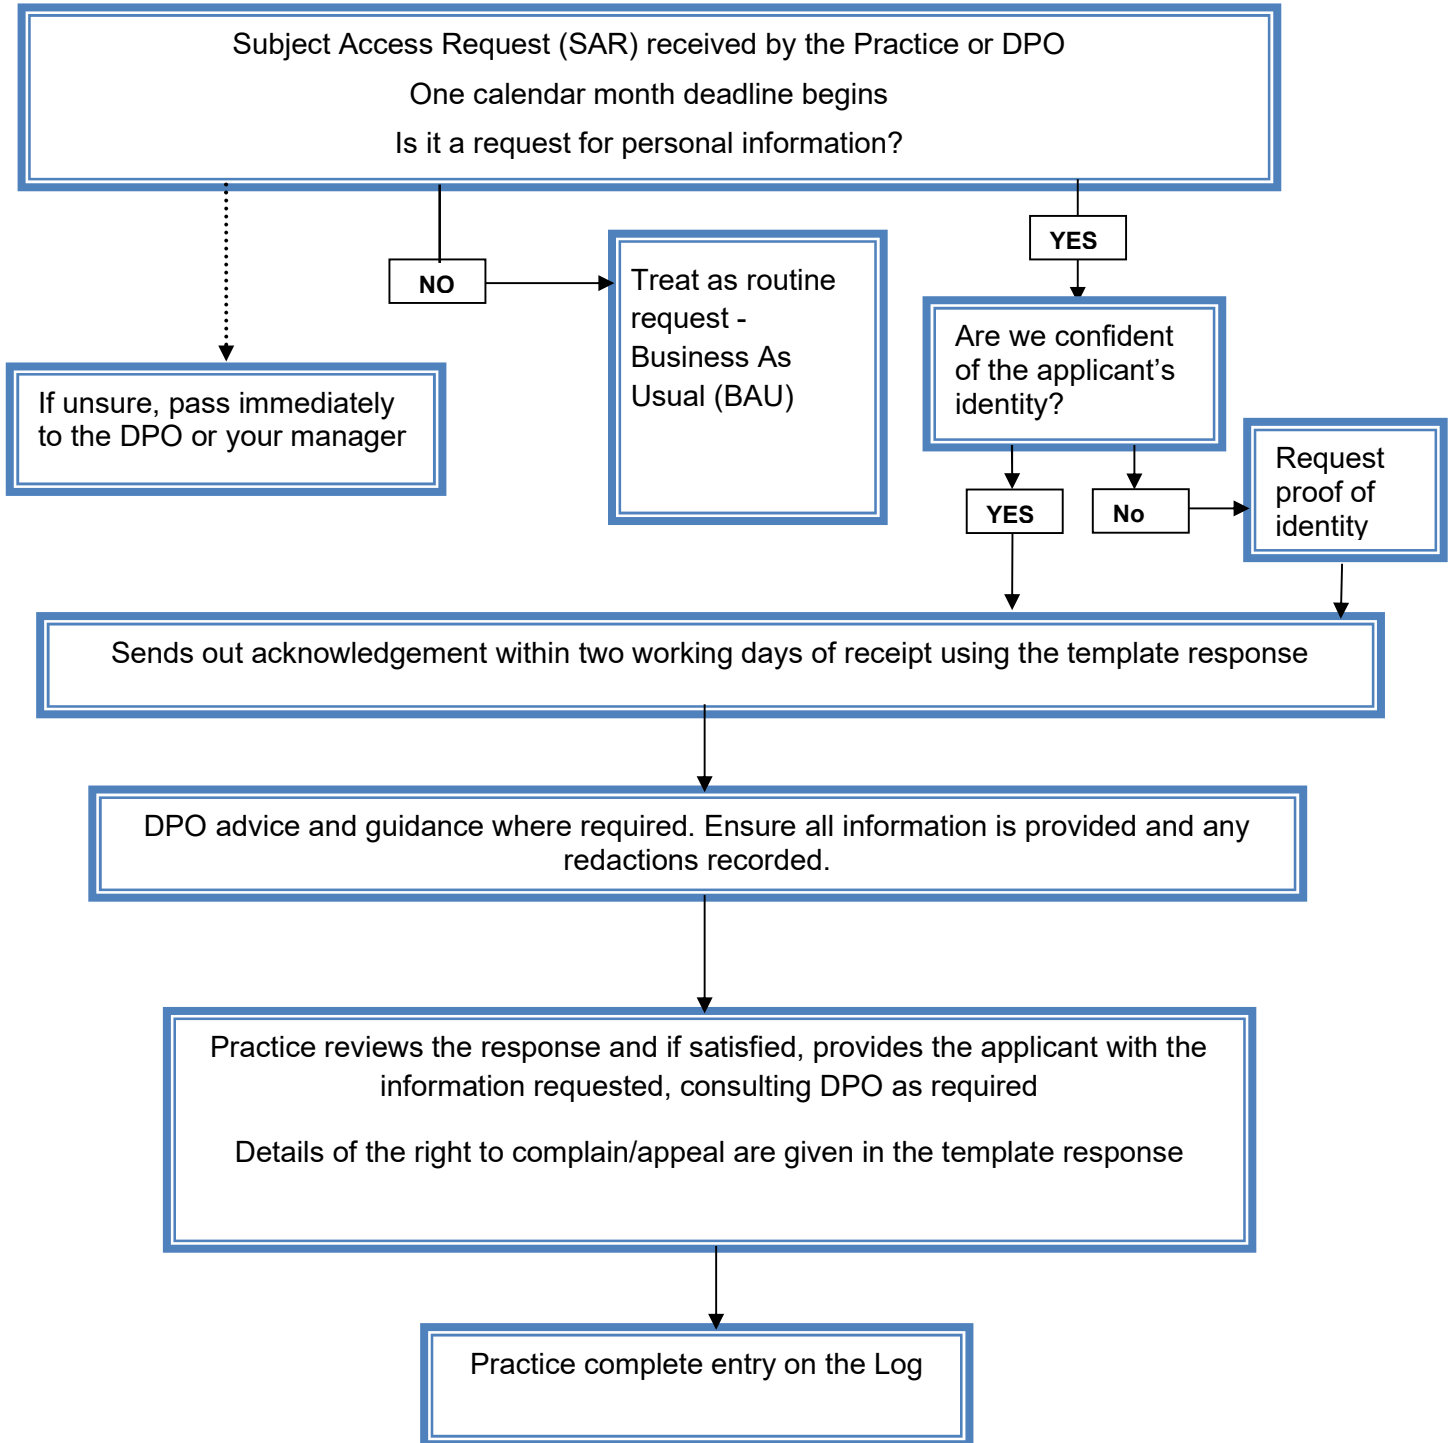 Subject Access Request (SAR) received by the Practice or DPO
One calendar month deadline begins
Is it a request for personal information?
YES
NO
Treat as routine
request -
Business As
Usual (BAU)
Are we confident
of the applicant’s
identity?
If unsure, pass immediately
to the DPO or your manager
Request
proof of
identity
YES
No
Sends out acknowledgement within two working days of receipt using the template response
DPO advice and guidance where required. Ensure all information is provided and any
redactions recorded.
Practice reviews the response and if satisfied, provides the applicant with the
information requested, consulting DPO as required
Details of the right to complain/appeal are given in the template response
Practice complete entry on the Log